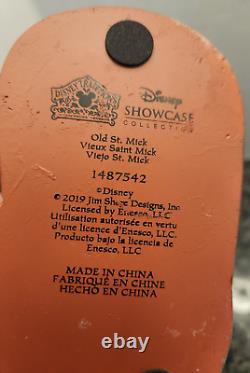 DISNEY TRADITIONS
Disney
SHOWCASE
COLLECTION
Old St. Mick
Vieux Saint Mick
Viejo St. Mick
1487542
©Disney
©2019 Jim Shore Designs, Inc
Licensed by Enesco, LLC
Utilisation autorisée en vertu
d'une licence d'Enesco, LLC.
Producto bajo la licencia de
Enesco, LLC.
MADE IN CHINA
FABRIQUÉ EN CHINE
HECHO EN CHINA